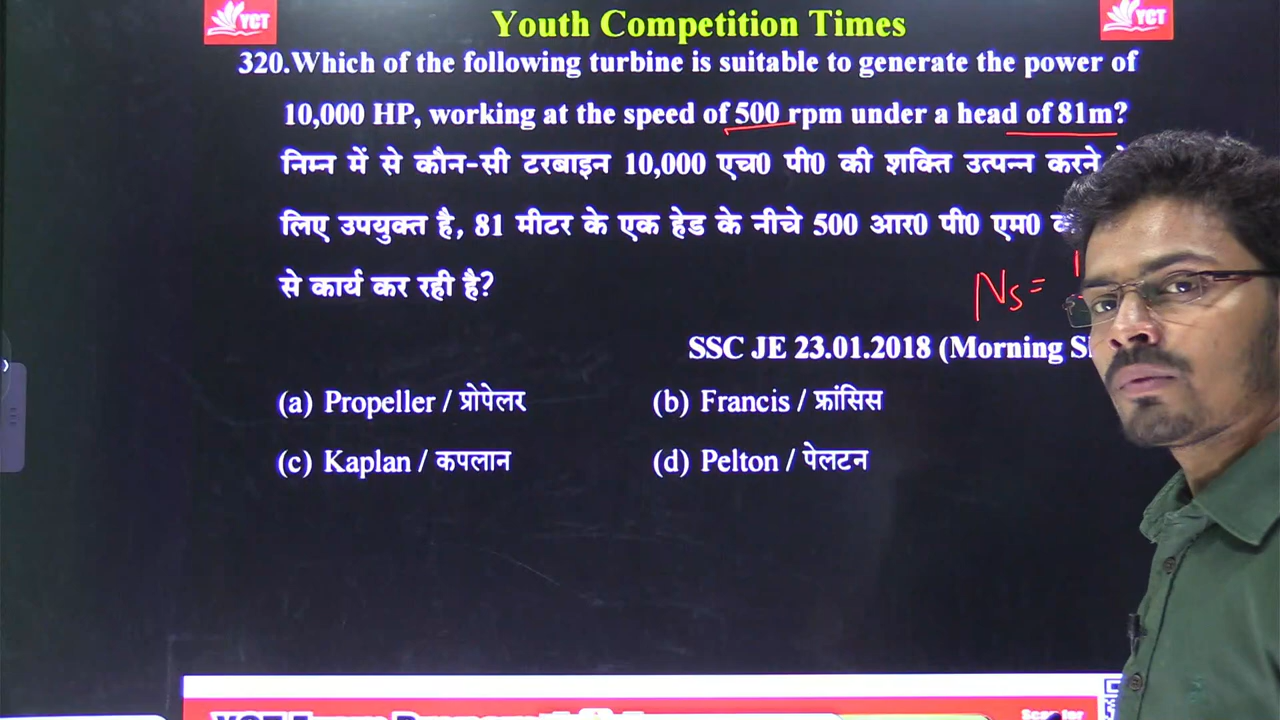 YCT
Youth Competition Times
YCT
320.Which of the following turbine is suitable to generate the power of
10,000 HP, working at the speed of 500 rpm under a head of 81m?
निम्न में से कौन-सी टरबाइन 10,000 एच0 पी0 की शक्ति उत्पन्न करने
लिए उपयुक्त है, 81 मीटर के एक हेड के नीचे 500 आर0 पी0 एम0
से कार्य कर रही है?
Ns =
SSC JE 23.01.2018 (Morning
(a) Propeller / प्रोपेलर
(b) Francis / फ्रांसिस
(c) Kaplan / कपलान
(d) Pelton / पेलटन